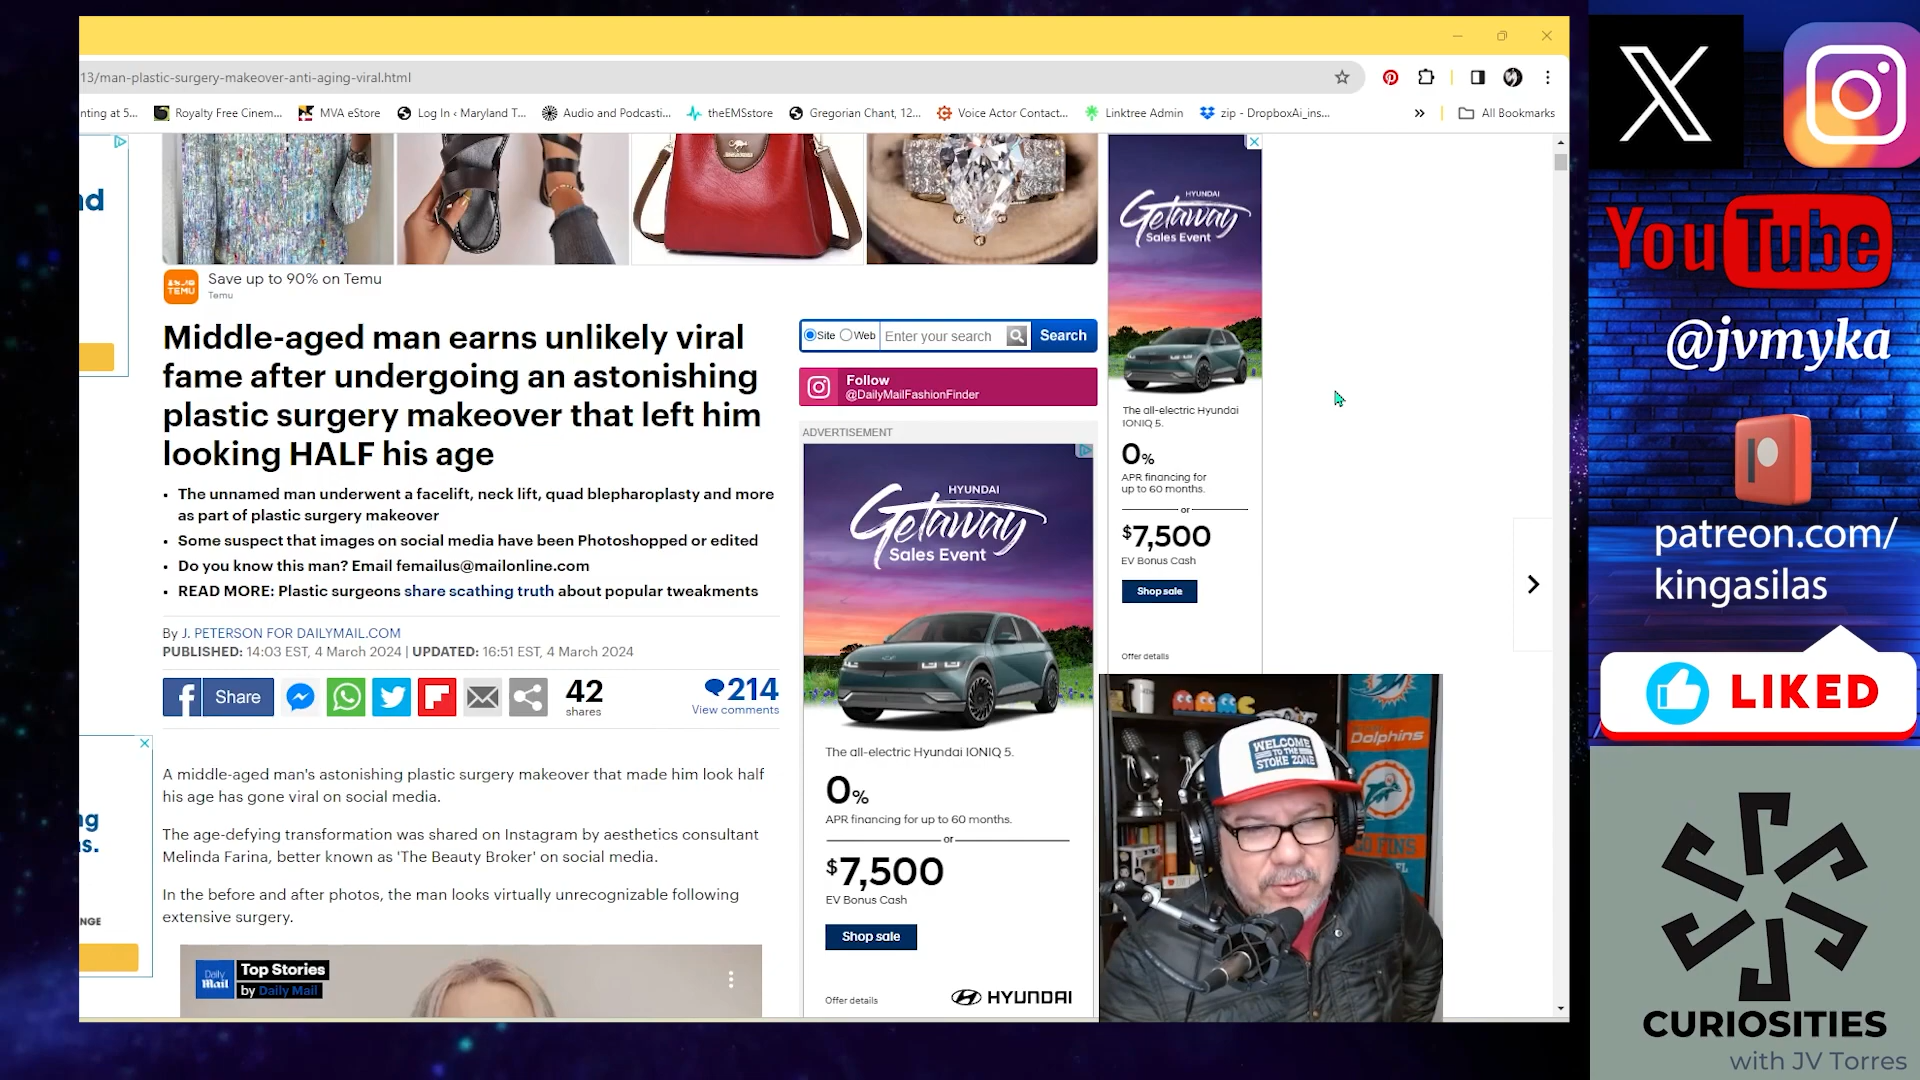 13/man-plastic-surgery-makeover-anti-aging-viral.html
nting at 5...
Royalty Free Cinem...
MVA eStore
Log In ‹ Maryland T...
Audio and Podcasti...
theEMSstore
Gregorian Chant, 12...
Voice Actor Contact...
Linktree Admin
zip - DropboxAi_ins...
»
All Bookmarks
nd
TEMU
Save up to 90% on Temu
Temu
Middle-aged man earns unlikely viral
fame after undergoing an astonishing
plastic surgery makeover that left him
looking HALF his age
• The unnamed man underwent a facelift, neck lift, quad blepharoplasty and more
as part of plastic surgery makeover
• Some suspect that images on social media have been Photoshopped or edited
• Do you know this man? Email femailus@mailonline.com
• READ MORE: Plastic surgeons share scathing truth about popular tweakments
By J. PETERSON FOR DAILYMAIL.COM
PUBLISHED: 14:03 EST, 4 March 2024 | UPDATED: 16:51 EST, 4 March 2024
Share
42
shares
214
View comments
A middle-aged man's astonishing plastic surgery makeover that made him look half
his age has gone viral on social media.
The age-defying transformation was shared on Instagram by aesthetics consultant
Melinda Farina, better known as 'The Beauty Broker' on social media.
In the before and after photos, the man looks virtually unrecognizable following
extensive surgery.
ng
s.
NGE
Daily
Mail
Top Stories
by Daily Mail
Site
Web
Enter your search
Search
Follow
@DailyMailFashionFinder
ADVERTISEMENT
HYUNDAI
Getaway
Sales Event
The all-electric Hyundai IONIQ 5.
0%
APR financing for up to 60 months.
or
$7,500
EV Bonus Cash
Shop sale
Offer details
HYUNDAI
HYUNDAI
Getaway
Sales Event
The all-electric Hyundai
IONIQ 5.
0%
APR financing for
up to 60 months.
or
$7,500
EV Bonus Cash
Shop sale
Offer details
WELCOME
TO THE
STOKE ZONE
Dolphins
GO FINS
X
YouTube
@jvmyka
patreon.com/
kingasilas
LIKED
CURIOSITIES
with JV Torres